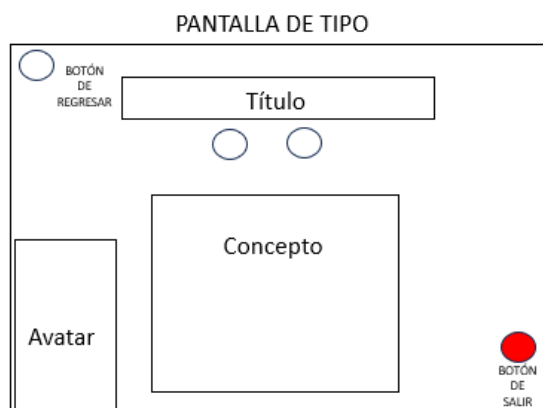 PANTALLA DE TIPO
BOTÓN
DE
REGRESAR
Título
Concepto
Avatar
BOTÓN
DE
SALIR